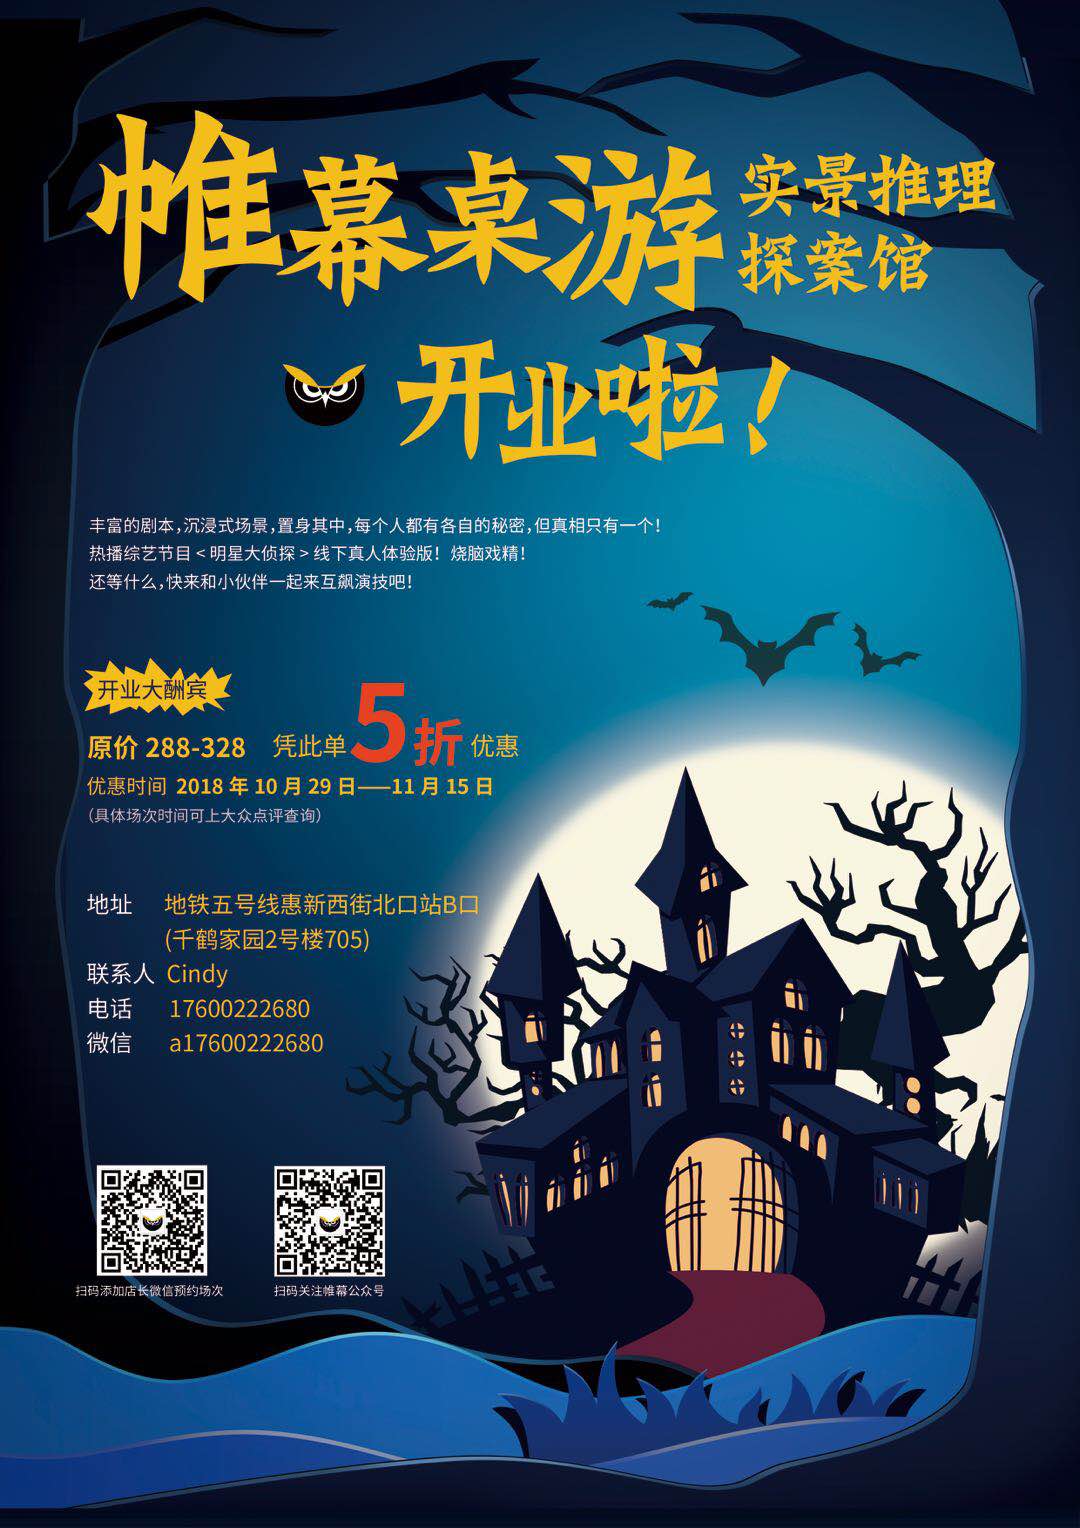 帷幕桌游 实景推理
探案馆
开业啦！
丰富的剧本，沉浸式场景，置身其中，每个人都有各自的秘密，但真相只有一个！
热播综艺节目 < 明星大侦探 > 线下真人体验版！烧脑戏精！
还等什么，快来和小伙伴一起来互飙演技吧！
开业大酬宾
原价 288-328 凭此单5折优惠
优惠时间 2018 年 10 月 29 日——11 月 15 日
（具体场次时间可上大众点评查询）
地址 地铁五号线惠新西街北口站B口
(千鹤家园2号楼705)
联系人 Cindy
电话 17600222680
微信 a17600222680
扫码添加店长微信预约场次
扫码关注帷幕公众号